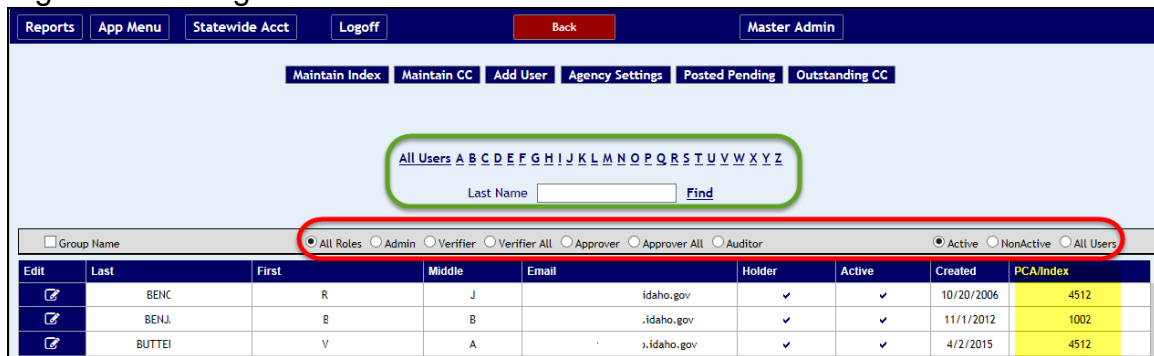 Reports App Menu Statewide Acct Logoff Back Master Admin
Maintain Index Maintain CC Add User Agency Settings Posted Pending Outstanding CC
All Users A B C D E F G H I J K L M N O P Q R S T U V W X Y Z
Last Name Find
Group Name All Roles Admin Verifier Verifier All Approver Approver All Auditor Active NonActive All Users
Edit Last First Middle Email Holder Active Created PCA/Index
BENC R J idaho.gov 10/20/2006 4512
BENJ. B B .idaho.gov 11/1/2012 1002
BUTTEI V A .idaho.gov 4/2/2015 4512